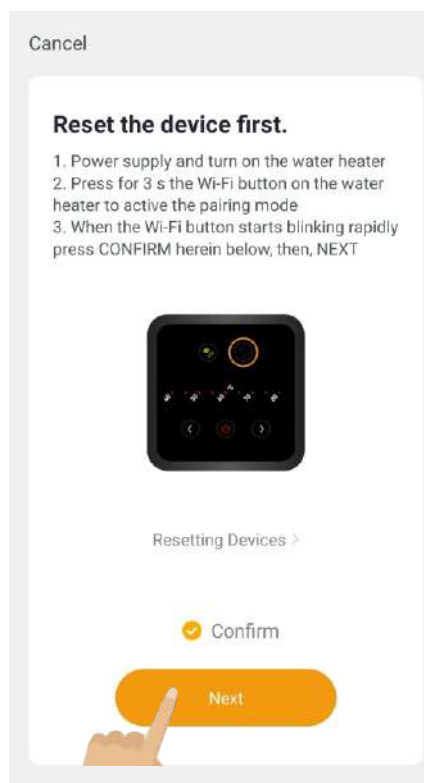 Cancel
Reset the device first.
1. Power supply and turn on the water heater
2. Press for 3 s the Wi-Fi button on the water
heater to active the pairing mode
3. When the Wi-Fi button starts blinking rapidly
press CONFIRM herein below, then, NEXT
Resetting Devices >
Confirm
Next